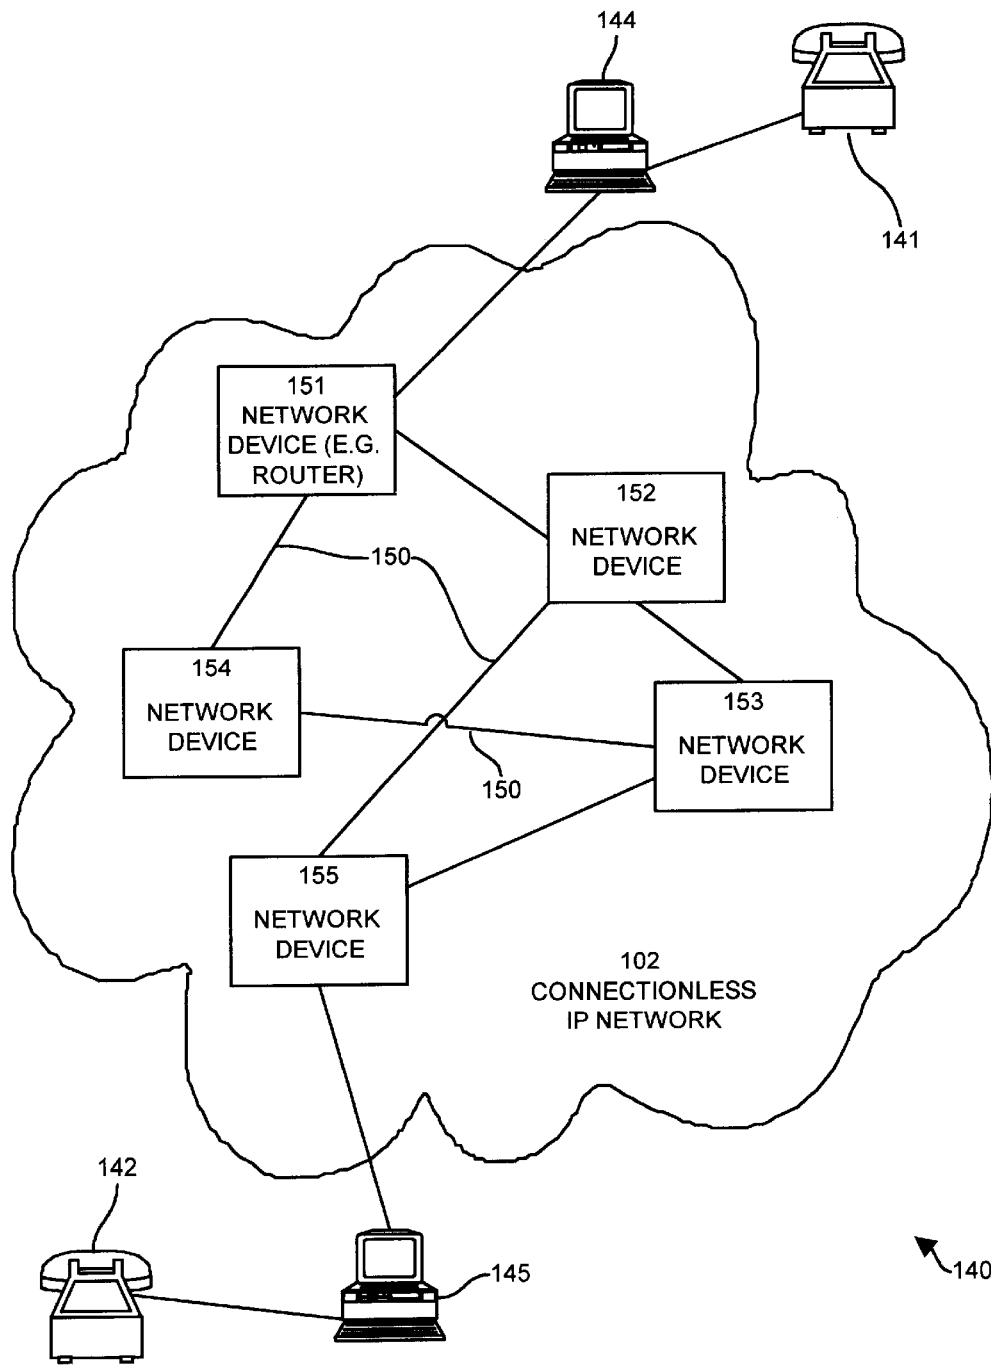 144
141
151
NETWORK
DEVICE (E.G.
ROUTER)
152
NETWORK
DEVICE
150
154
NETWORK
DEVICE
153
NETWORK
DEVICE
150
155
NETWORK
DEVICE
102
CONNECTIONLESS
IP NETWORK
142
145
140